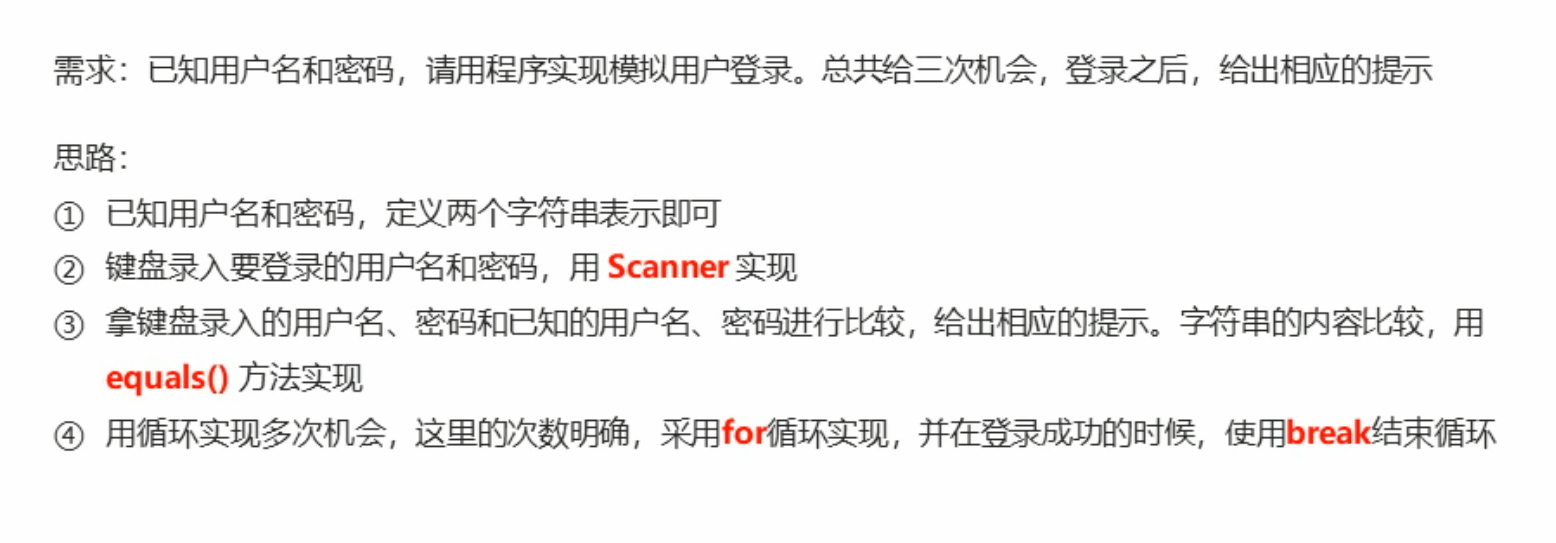 需求：已知用户名和密码，请用程序实现模拟用户登录。总共给三次机会，登录之后，给出相应的提示
思路：
① 已知用户名和密码，定义两个字符串表示即可
② 键盘录入要登录的用户名和密码，用 Scanner 实现
③ 拿键盘录入的用户名、密码和已知的用户名、密码进行比较，给出相应的提示。字符串的内容比较，用
equals() 方法实现
④ 用循环实现多次机会，这里的次数明确，采用for循环实现，并在登录成功的时候，使用break结束循环